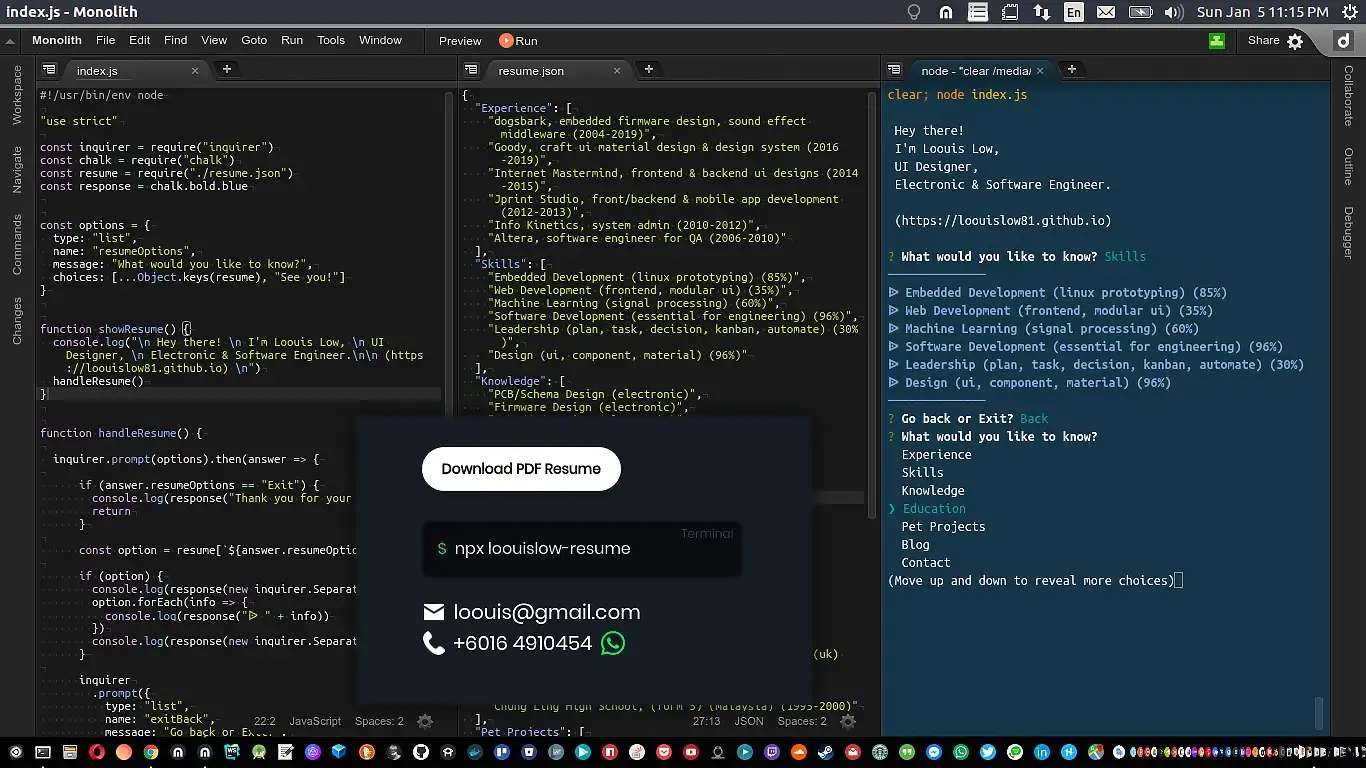 index.js - Monolith
En
Sun Jan 5 11:15 PM
Monolith File Edit Find View Goto Run Tools Window Preview Run Share
Workspace
Navigate
Commands
Changes
index.js
#!/usr/bin/env node
"use strict"
const inquirer = require("inquirer")
const chalk = require("chalk")
const resume = require("./resume.json")
const response = chalk.bold.blue
const options = {
type: "list",
name: "resumeOptions",
message: "What would you like to know?",
choices: [...Object.keys(resume), "See you!"]
}
function showResume() {
console.log("\n Hey there! \n I'm Loouis Low, \n UI
Designer, \n Electronic & Software Engineer.\n\n (https
://loouislow81.github.io) \n")
handleResume()
}
function handleResume() {
inquirer.prompt(options).then(answer => {
if (answer.resumeOptions == "Exit") {
console.log(response("Thank you for your
return
}
const option = resume[`${answer.resumeOptio
if (option) {
console.log(response(new inquirer.Separat
option.forEach(info => {
console.log(response("ᐅ " + info))
})
console.log(response(new inquirer.Separat
}
inquirer
.prompt({
type: "list",
name: "exitBack",
message: "Go back or Exit?",
22:2 JavaScript Spaces: 2
resume.json
{
"Experience": [
"dogsbark, embedded firmware design, sound effect
middleware (2004-2019)",
"Goody, craft ui material design & design system (2016
-2019)",
"Internet Mastermind, frontend & backend ui designs (2014
-2015)",
"Jprint Studio, front/backend & mobile app development
(2012-2013)",
"Info Kinetics, system admin (2010-2012)",
"Altera, software engineer for QA (2006-2010)"
],
"Skills": [
"Embedded Development (linux prototyping) (85%)",
"Web Development (frontend, modular ui) (35%)",
"Machine Learning (signal processing) (60%)",
"Software Development (essential for engineering) (96%)",
"Leadership (plan, task, decision, kanban, automate) (30%
)",
"Design (ui, component, material) (96%)"
],
"Knowledge": [
"PCB/Schema Design (electronic)",
"Firmware Design (electronic)",
(uk)
Chung Ling High School, (form 5) (Malaysia) (1995-2000)"
],
"Pet Projects": [
27:13 JSON Spaces: 2
Download PDF Resume
Terminal
$ npx loouislow-resume
loouis@gmail.com
+6016 4910454
node - "clear /media/
clear; node index.js
Hey there!
I'm Loouis Low,
UI Designer,
Electronic & Software Engineer.
(https://loouislow81.github.io)
? What would you like to know? Skills
ᐅ Embedded Development (linux prototyping) (85%)
ᐅ Web Development (frontend, modular ui) (35%)
ᐅ Machine Learning (signal processing) (60%)
ᐅ Software Development (essential for engineering) (96%)
ᐅ Leadership (plan, task, decision, kanban, automate) (30%)
ᐅ Design (ui, component, material) (96%)
? Go back or Exit? Back
? What would you like to know?
Experience
Skills
Knowledge
❯ Education
Pet Projects
Blog
Contact
(Move up and down to reveal more choices)
Collaborate
Outline
Debugger